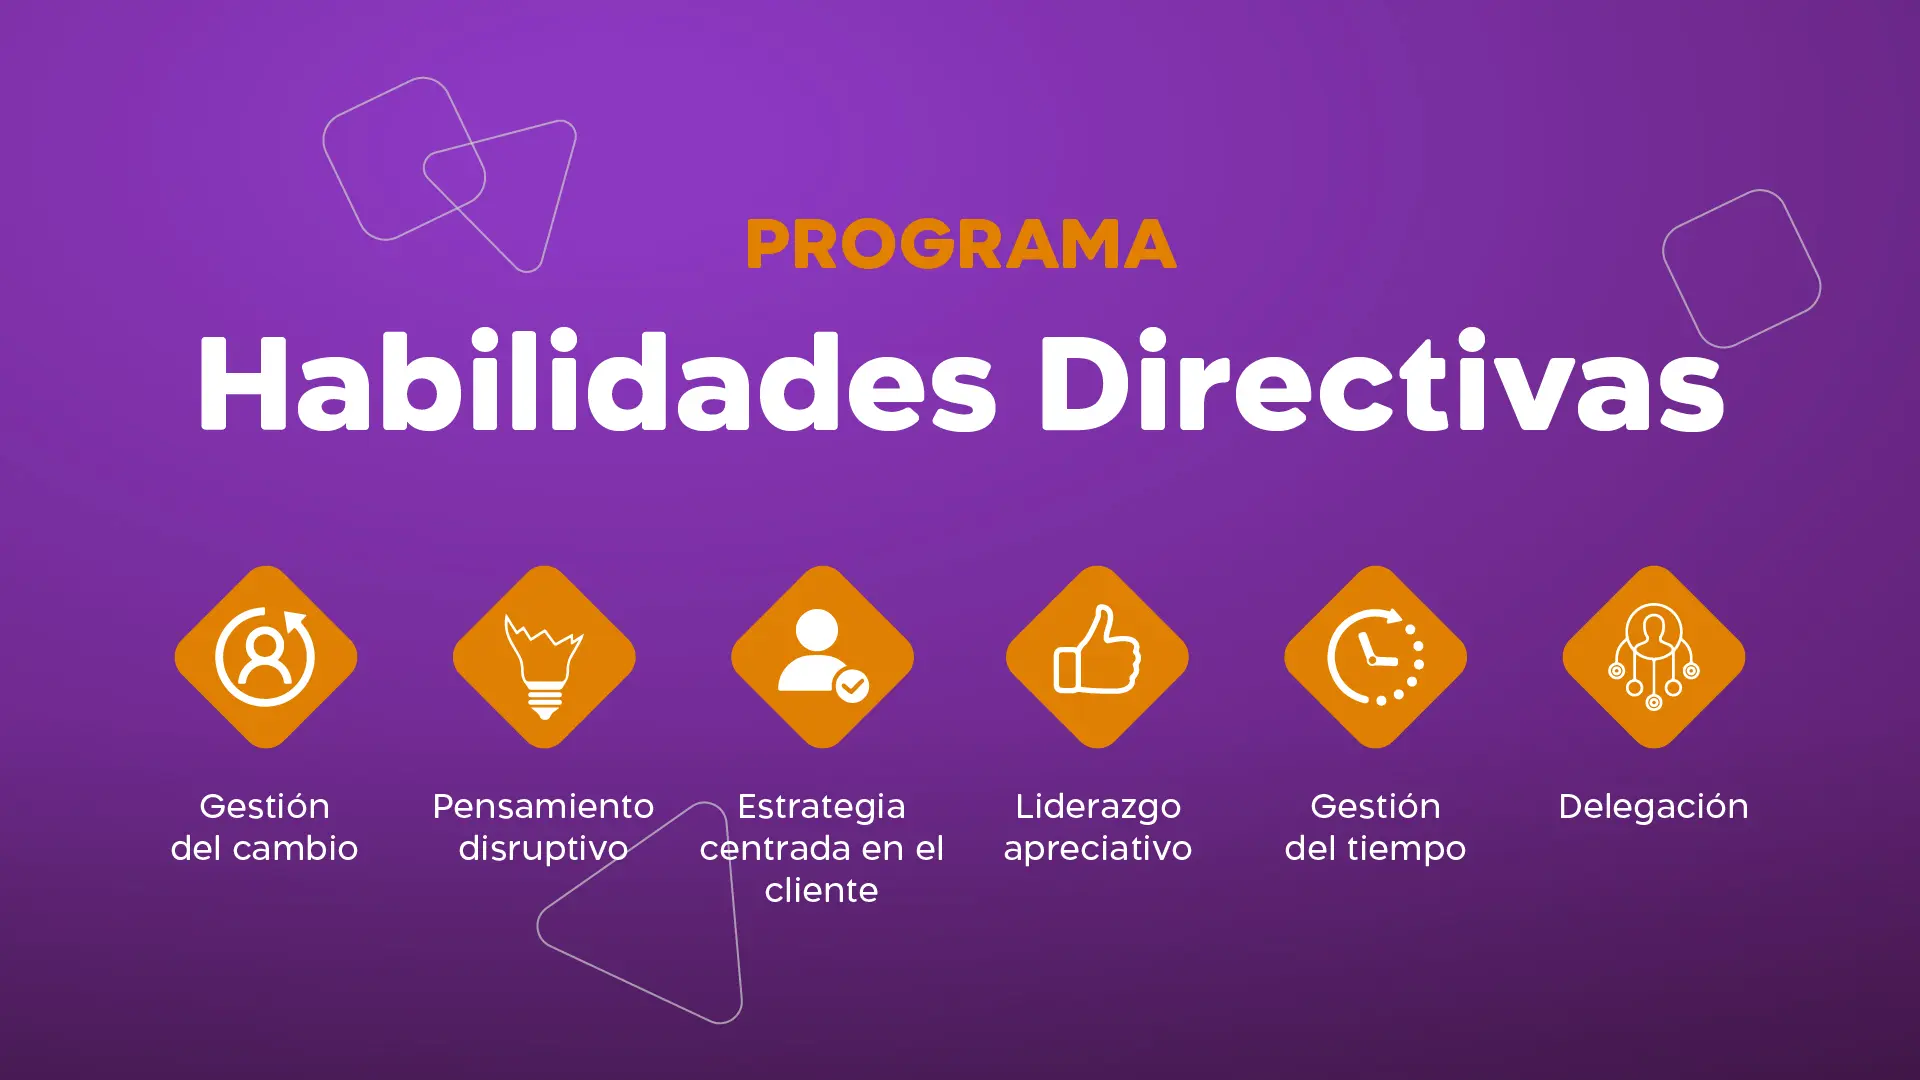 PROGRAMA
Habilidades Directivas
Gestión
del cambio
Pensamiento
disruptivo
Estrategia
centrada en el
cliente
Liderazgo
apreciativo
Gestión
del tiempo
Delegación